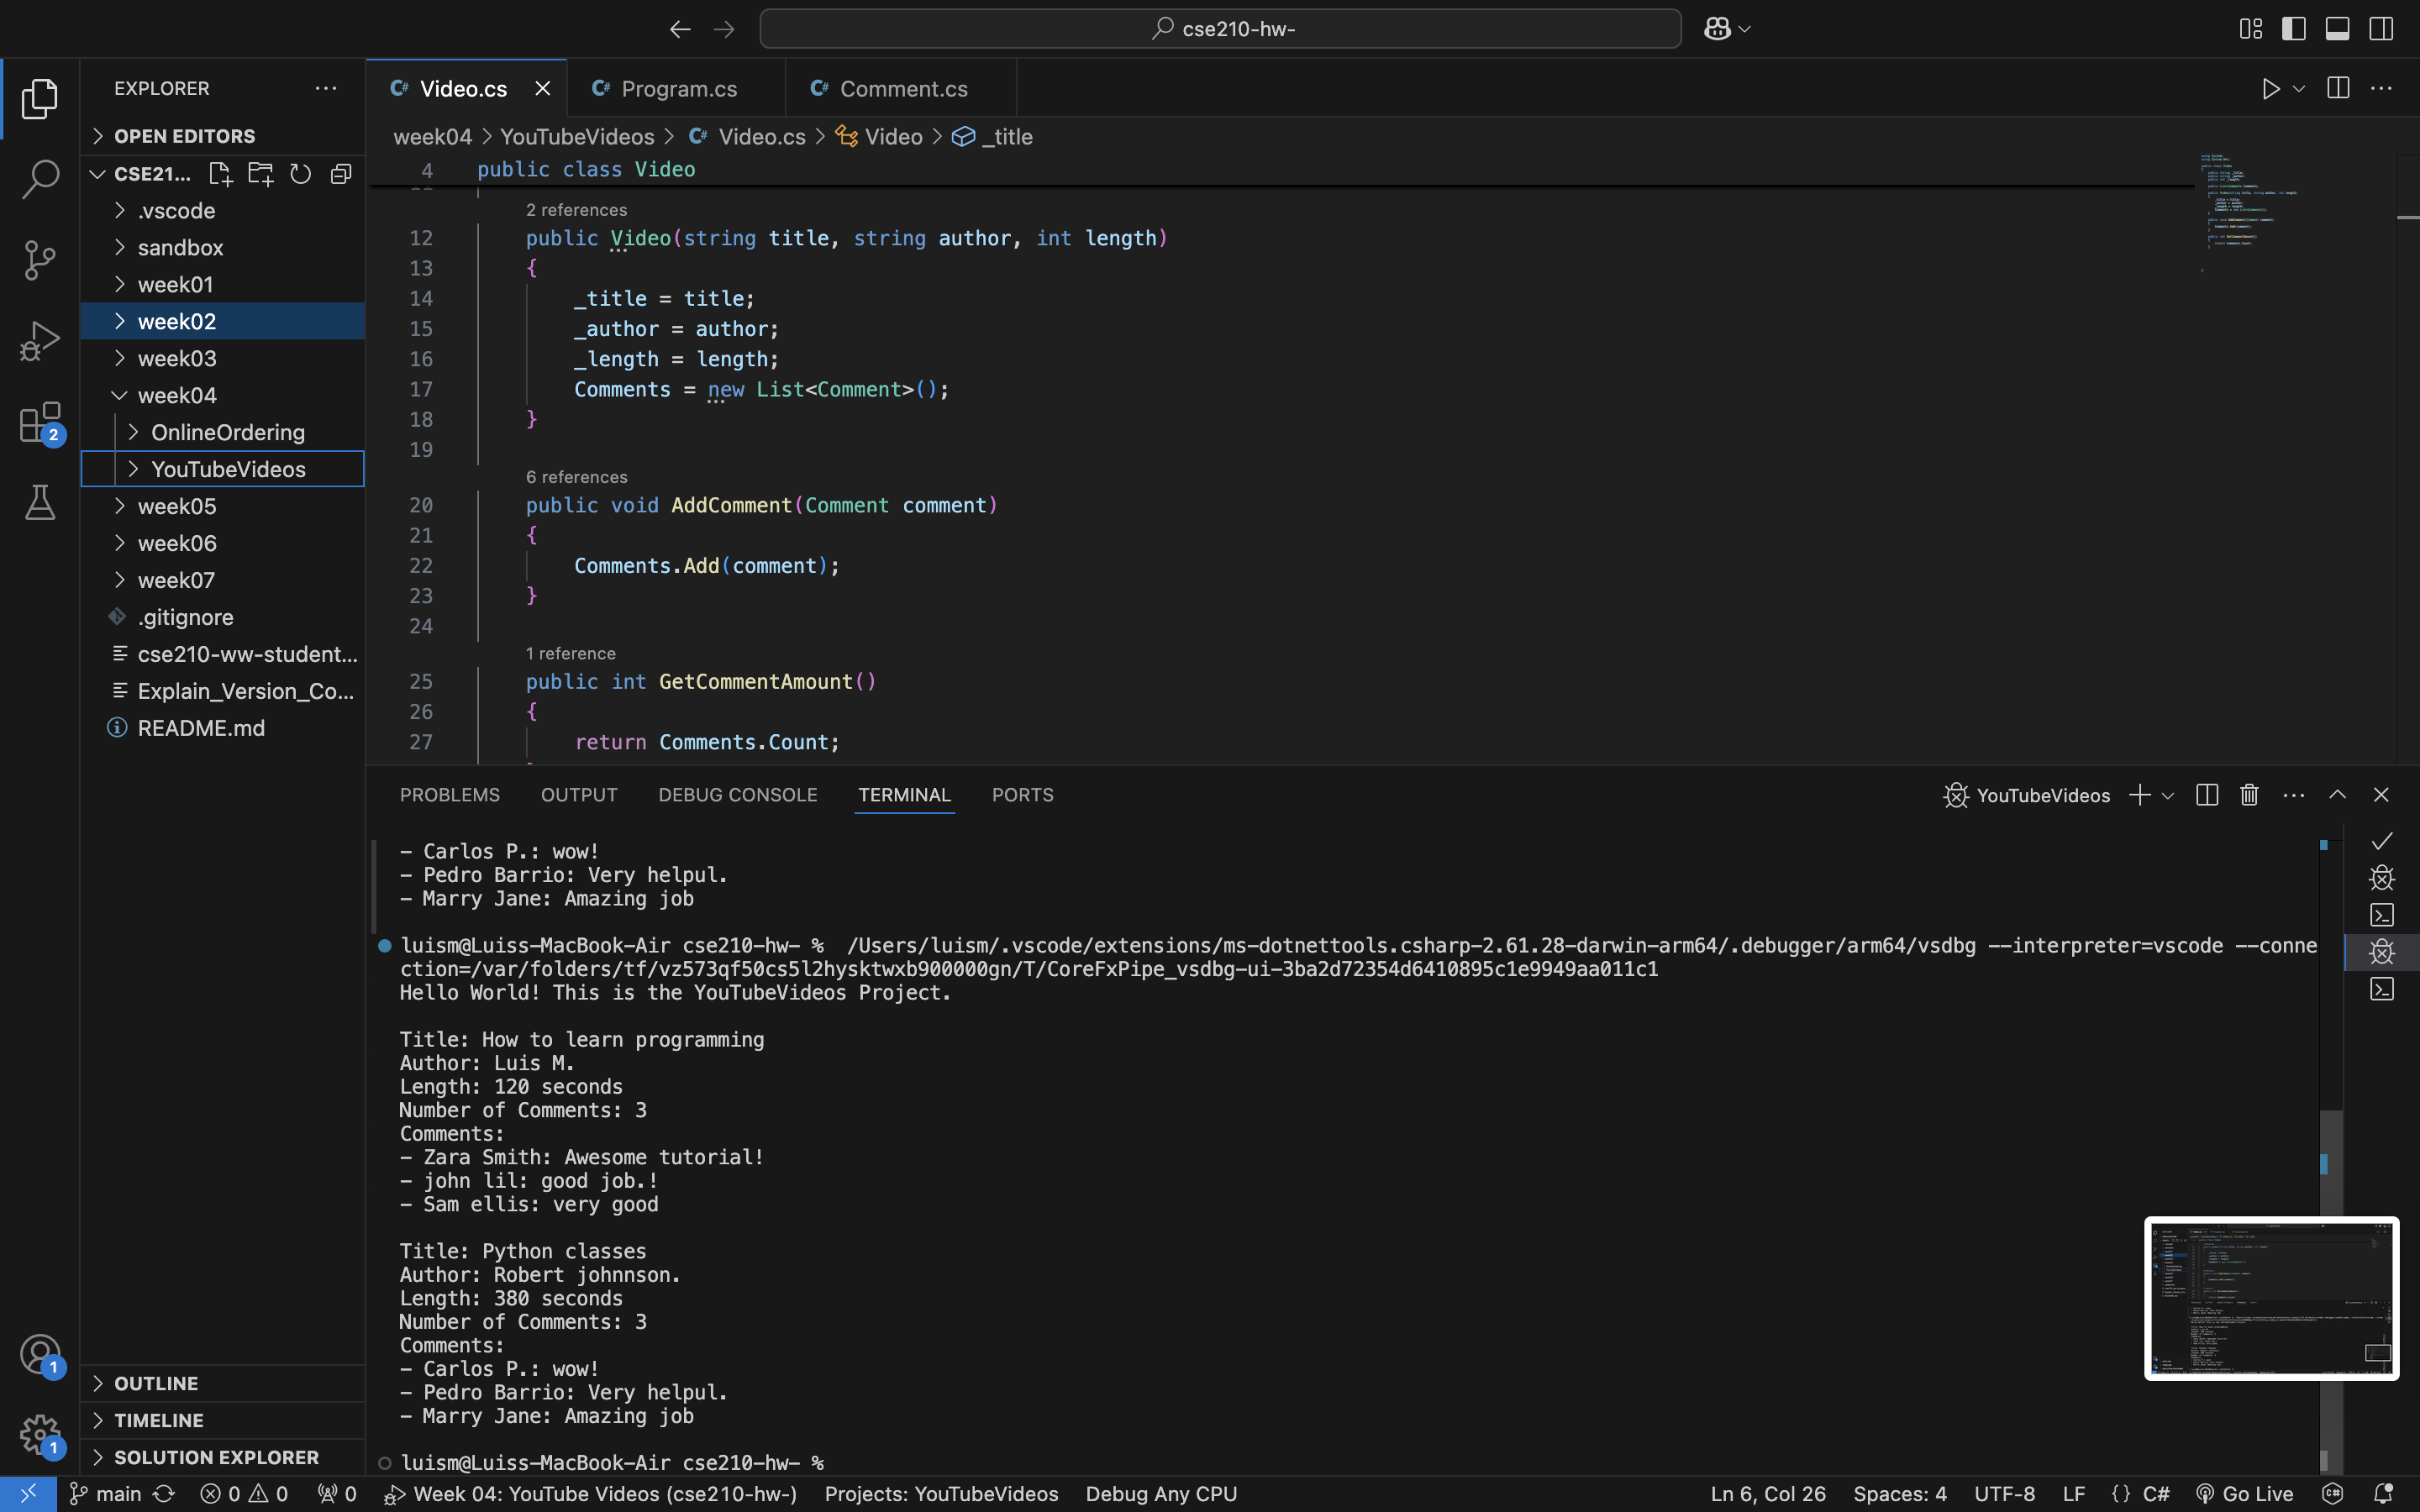 cse210-hw-
EXPLORER
OPEN EDITORS
CSE21...
.vscode
sandbox
week01
week02
week03
week04
OnlineOrdering
YouTubeVideos
week05
week06
week07
.gitignore
cse210-ww-student...
Explain_Version_Co...
README.md
OUTLINE
TIMELINE
SOLUTION EXPLORER
2
1
1
C# Video.cs
C# Program.cs
C# Comment.cs
week04 > YouTubeVideos > C# Video.cs > Video > _title
4 public class Video
11
2 references
12 public Video(string title, string author, int length)
13 {
14 _title = title;
15 _author = author;
16 _length = length;
17 Comments = new List<Comment>();
18 }
19
6 references
20 public void AddComment(Comment comment)
21 {
22 Comments.Add(comment);
23 }
24
1 reference
25 public int GetCommentAmount()
26 {
27 return Comments.Count;
PROBLEMS OUTPUT DEBUG CONSOLE TERMINAL PORTS
YouTubeVideos
- Carlos P.: wow!
- Pedro Barrio: Very helpul.
- Marry Jane: Amazing job
luism@Luiss-MacBook-Air cse210-hw- % /Users/luism/.vscode/extensions/ms-dotnettools.csharp-2.61.28-darwin-arm64/.debugger/arm64/vsdbg --interpreter=vscode --conne
ction=/var/folders/tf/vz573qf50cs5l2hysktwxb900000gn/T/CoreFxPipe_vsdbg-ui-3ba2d72354d6410895c1e9949aa011c1
Hello World! This is the YouTubeVideos Project.
Title: How to learn programming
Author: Luis M.
Length: 120 seconds
Number of Comments: 3
Comments:
- Zara Smith: Awesome tutorial!
- john lil: good job.!
- Sam ellis: very good
Title: Python classes
Author: Robert johnnson.
Length: 380 seconds
Number of Comments: 3
Comments:
- Carlos P.: wow!
- Pedro Barrio: Very helpul.
- Marry Jane: Amazing job
luism@Luiss-MacBook-Air cse210-hw- %
main 0 0 0 Week 04: YouTube Videos (cse210-hw-) Projects: YouTubeVideos Debug Any CPU Ln 6, Col 26 Spaces: 4 UTF-8 LF {} C# Go Live